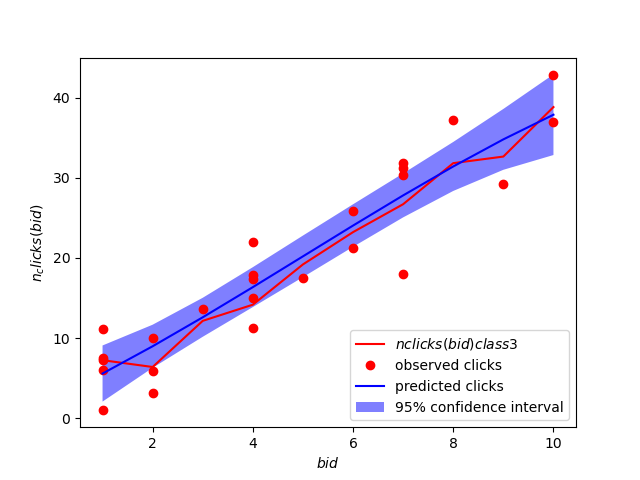 40
30
20
10
0
n_clicks(bid)
nclicks(bid)class3
observed clicks
predicted clicks
95% confidence interval
2 4 6 8 10
bid